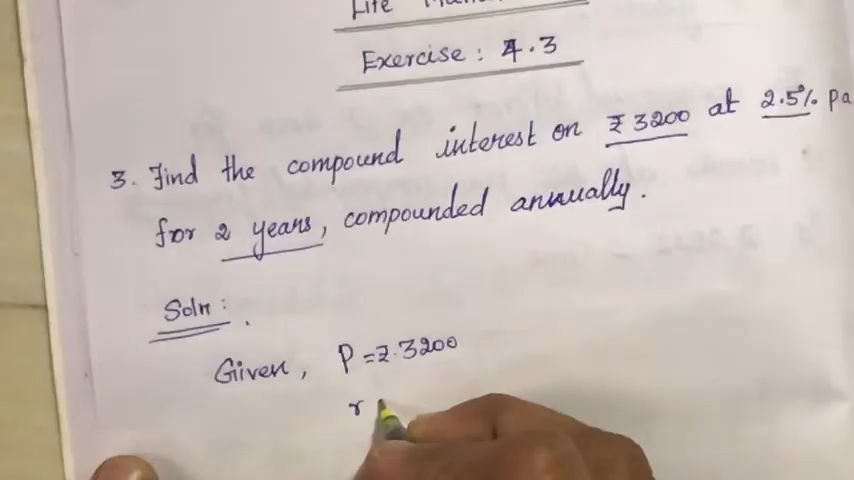 Life
Exercise: 4.3
3. Find the compound interest on ₹3200 at 2.5% pa
for 2 years, compounded annually.
Soln:
Given, P = ₹.3200
r